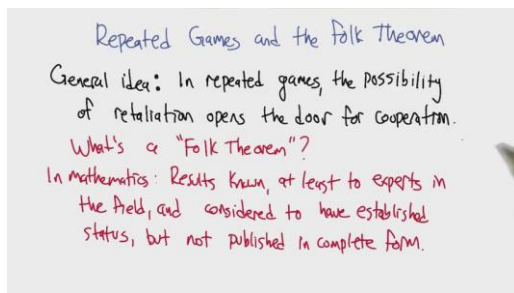 Repeated Games and the Folk Theorem
General idea: In repeated games, the possibility
of retaliation opens the door for cooperation.
What's a "Folk Theorem"?
In mathematics: Results known, at least to experts in
the field, and considered to have established
status, but not published in complete form.